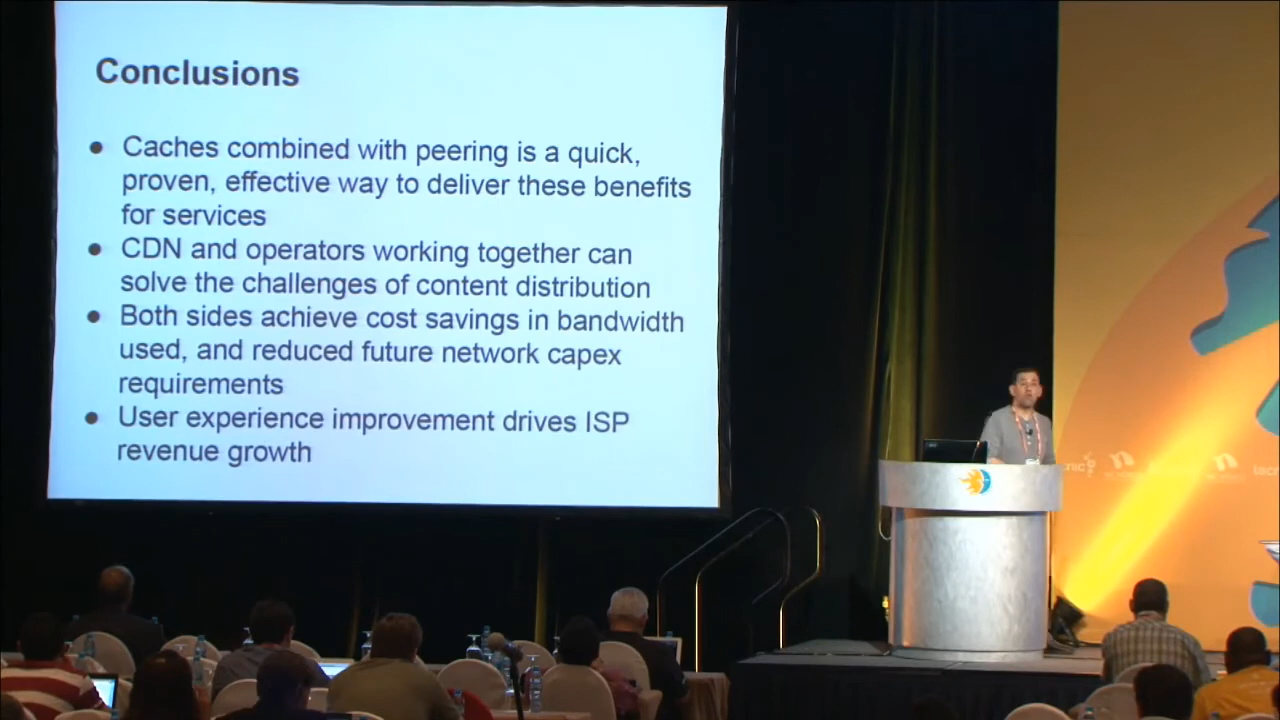 Conclusions
● Caches combined with peering is a quick,
proven, effective way to deliver these benefits
for services
● CDN and operators working together can
solve the challenges of content distribution
● Both sides achieve cost savings in bandwidth
used, and reduced future network capex
requirements
● User experience improvement drives ISP
revenue growth